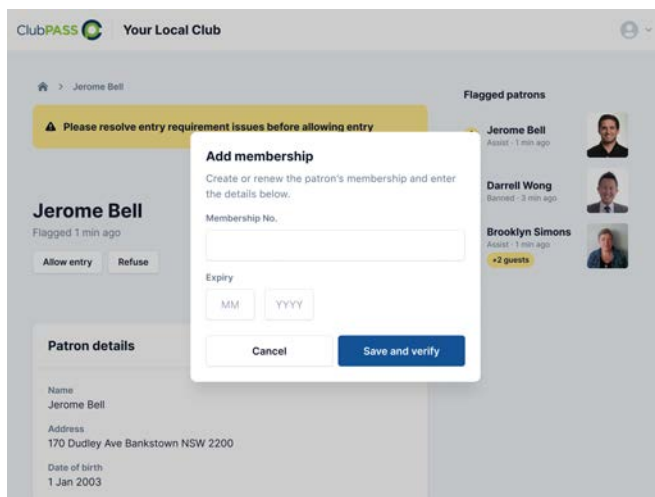 ClubPASS
Your Local Club
Jerome Bell
Please resolve entry requirement issues before allowing entry
Jerome Bell
Flagged 1 min ago
Allow entry
Refuse
Add membership
Create or renew the patron's membership and enter
the details below.
Membership No.
Expiry
MM
YYYY
Cancel
Save and verify
Patron details
Name
Jerome Bell
Address
170 Dudley Ave Bankstown NSW 2200
Date of birth
1 Jan 2003
Flagged patrons
Jerome Bell
Assist · 1 min ago
Darrell Wong
Banned · 3 min ago
Brooklyn Simons
Assist · 1 min ago
+2 guests